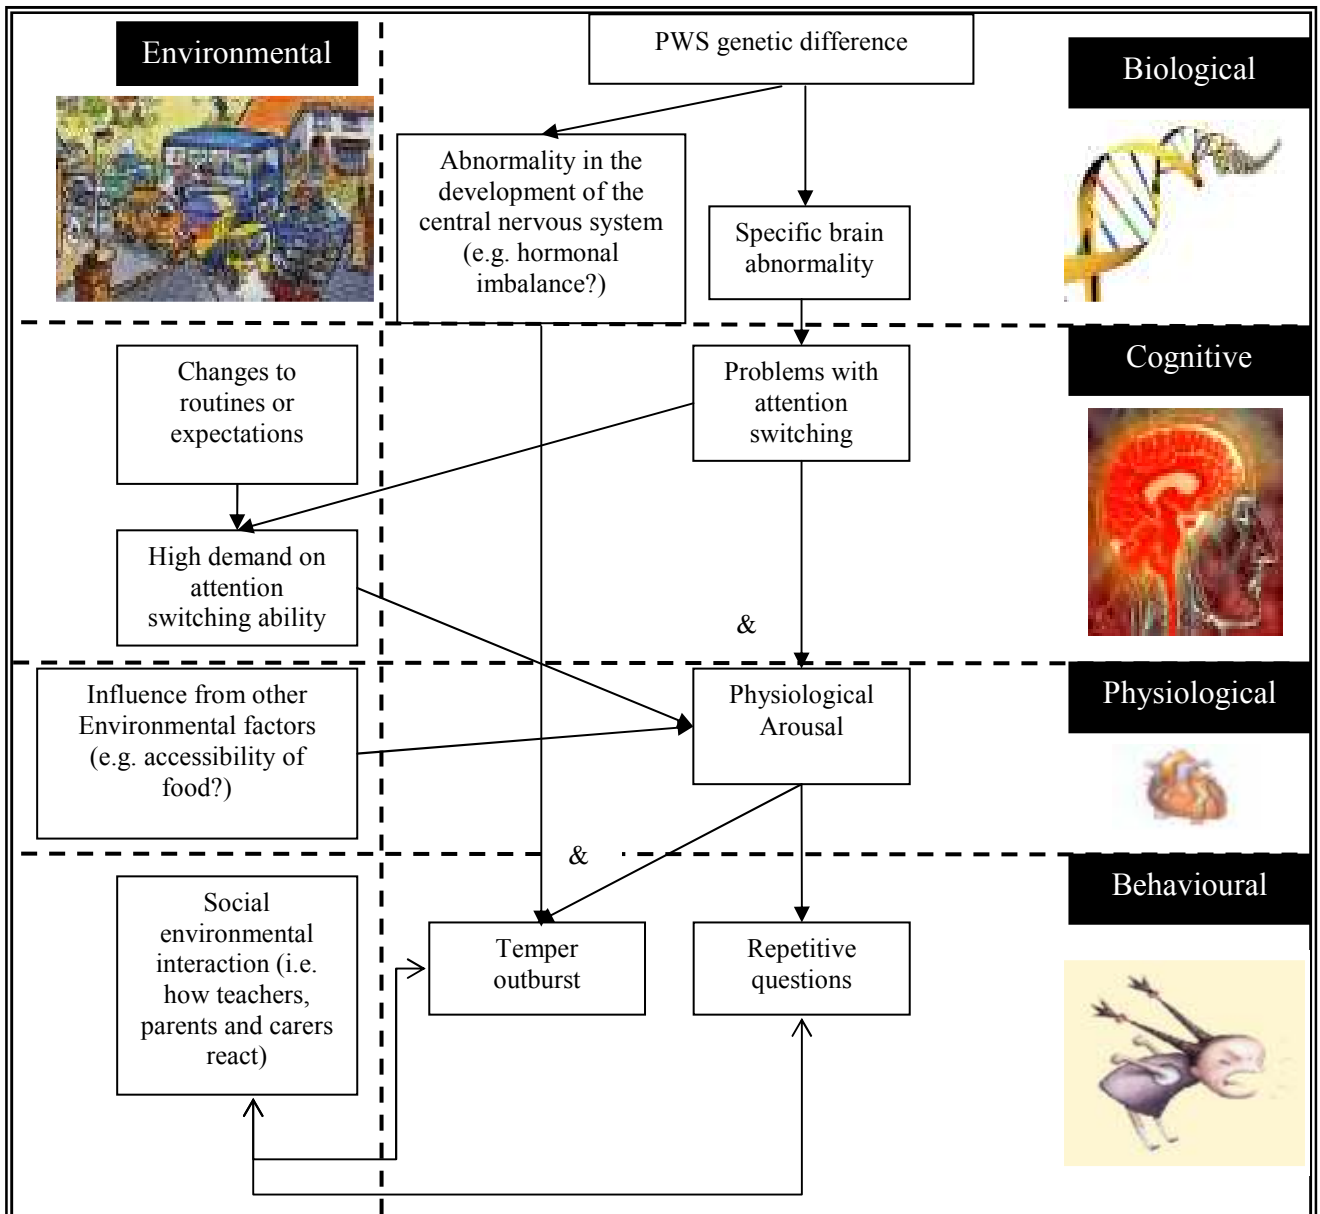 Environmental
PWS genetic difference
Biological
Abnormality in the
development of the
central nervous system
(e.g. hormonal
imbalance?)
Specific brain
abnormality
Changes to
routines or
expectations
Problems with
attention
switching
Cognitive
High demand on
attention
switching ability
&
Influence from other
Environmental factors
(e.g. accessibility of
food?)
Physiological
Arousal
Physiological
&
Social
environmental
interaction (i.e.
how teachers,
parents and carers
react)
Temper
outburst
Repetitive
questions
Behavioural